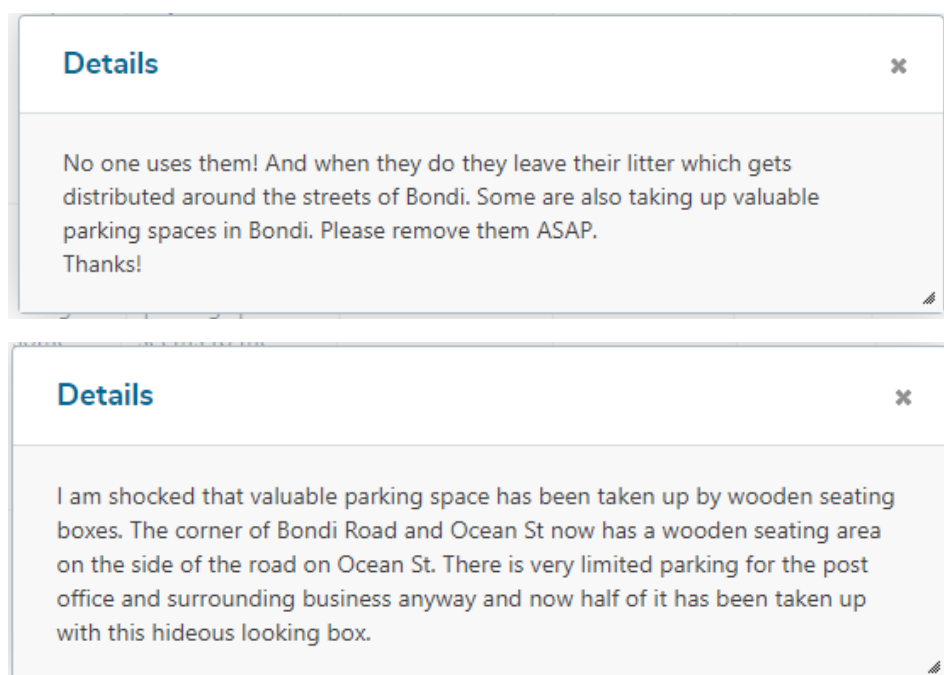 Details
No one uses them! And when they do they leave their litter which gets
distributed around the streets of Bondi. Some are also taking up valuable
parking spaces in Bondi. Please remove them ASAP.
Thanks!
Details
I am shocked that valuable parking space has been taken up by wooden seating
boxes. The corner of Bondi Road and Ocean St now has a wooden seating area
on the side of the road on Ocean St. There is very limited parking for the post
office and surrounding business anyway and now half of it has been taken up
with this hideous looking box.